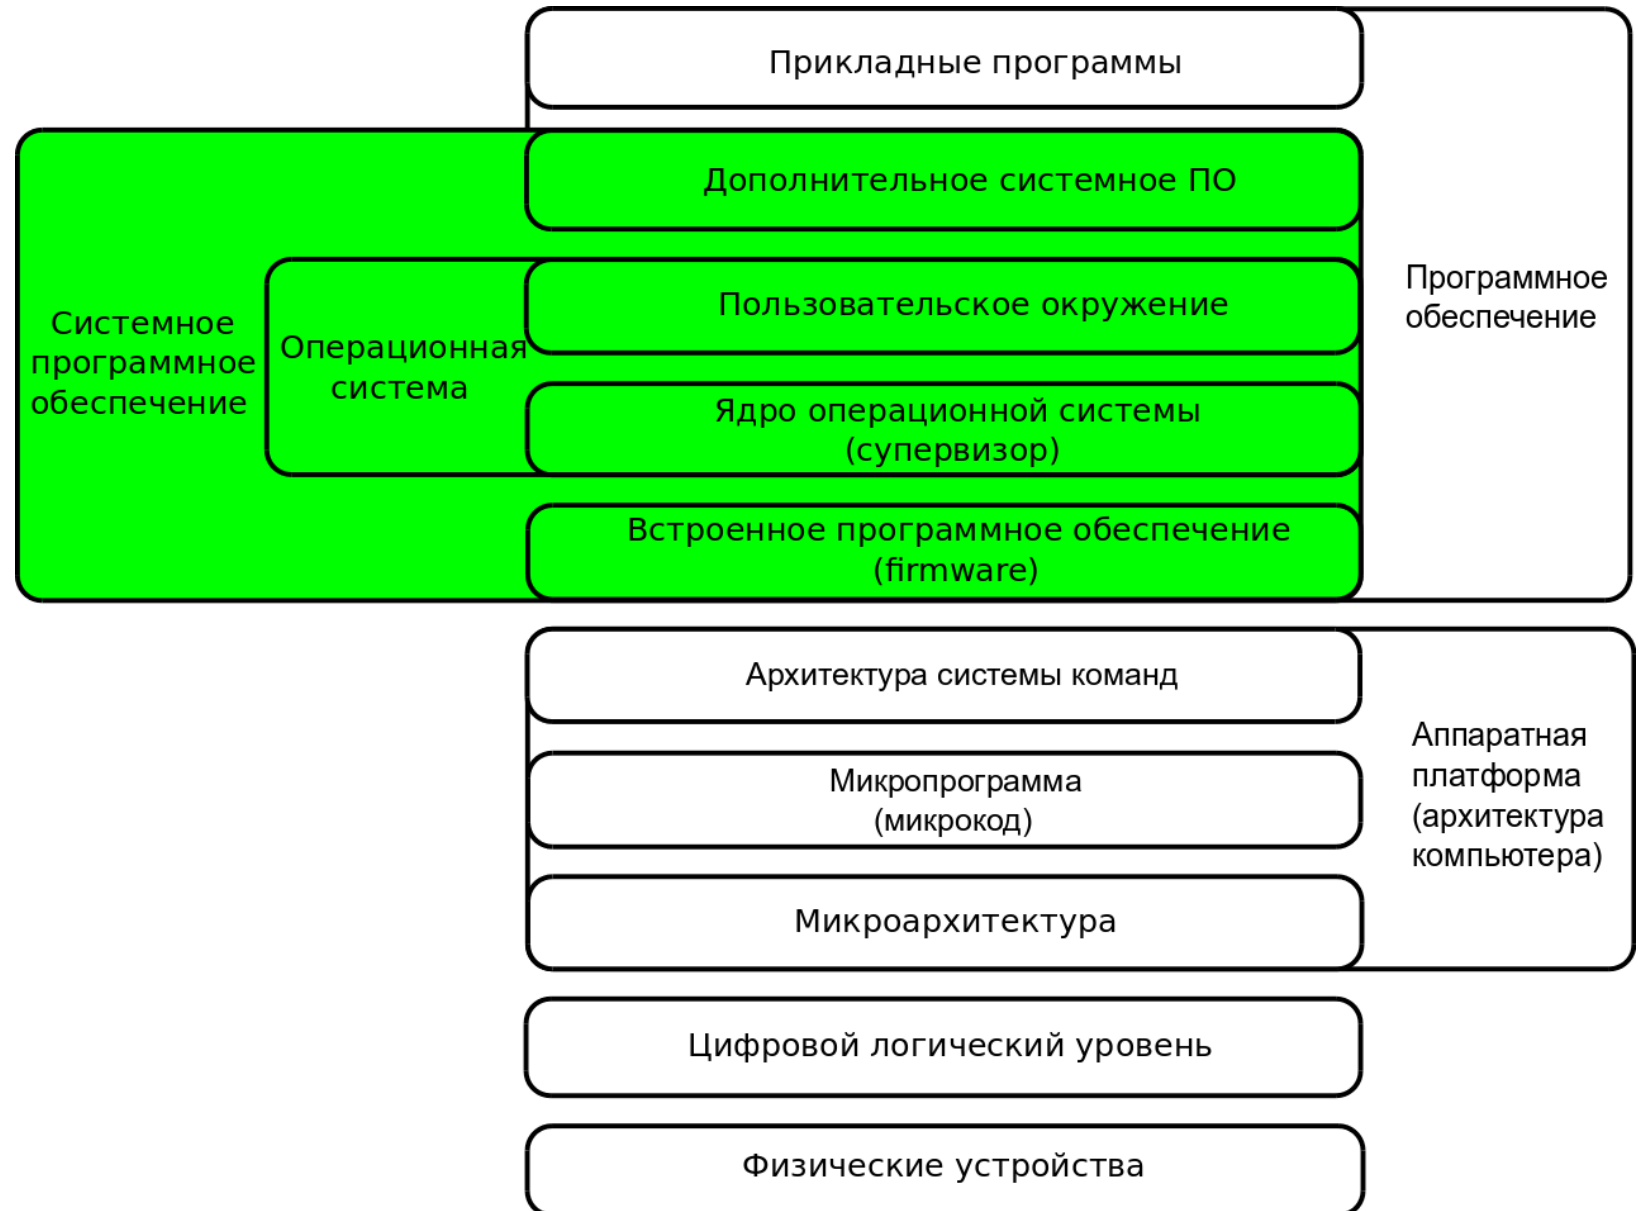 Прикладные программы
Дополнительное системное ПО
Программное
обеспечение
Пользовательское окружение
Системное
программное
обеспечение
Операционная
система
Ядро операционной системы
(супервизор)
Встроенное программное обеспечение
(firmware)
Архитектура системы команд
Аппаратная
платформа
(архитектура
компьютера)
Микропрограмма
(микрокод)
Микроархитектура
Цифровой логический уровень
Физические устройства